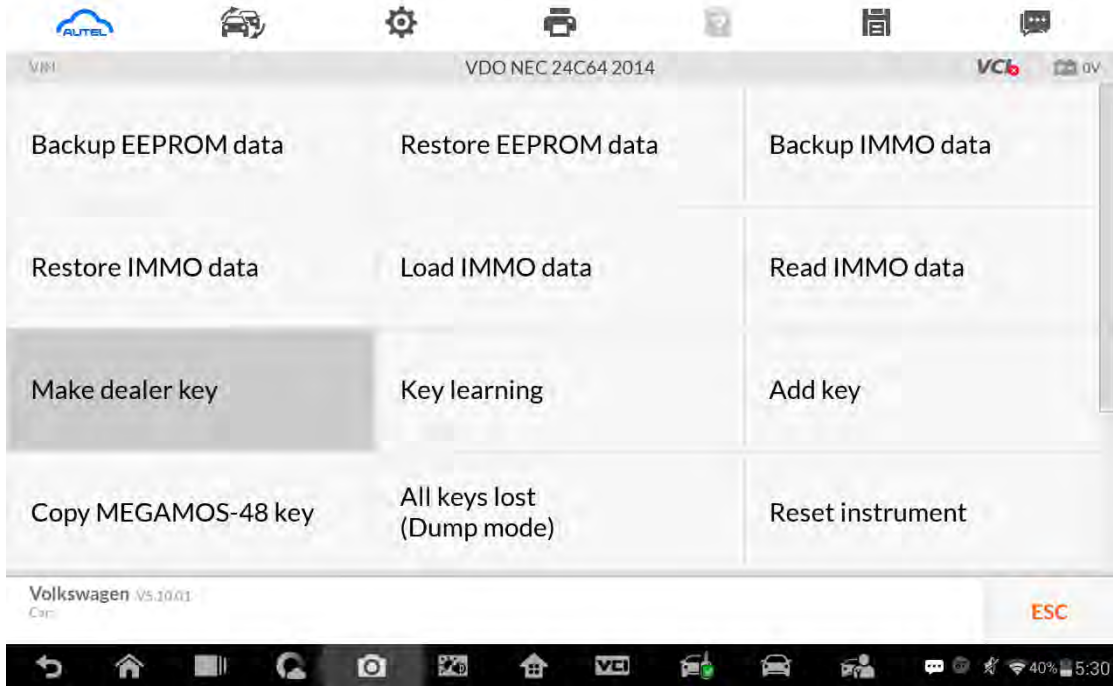 AUTEL
VIN
VDO NEC 24C64 2014
VCI
0V
Backup EEPROM data
Restore EEPROM data
Backup IMMO data
Restore IMMO data
Load IMMO data
Read IMMO data
Make dealer key
Key learning
Add key
Copy MEGAMOS-48 key
All keys lost
(Dump mode)
Reset instrument
Volkswagen V5.10.01
ESC
VCI
40% 5:30